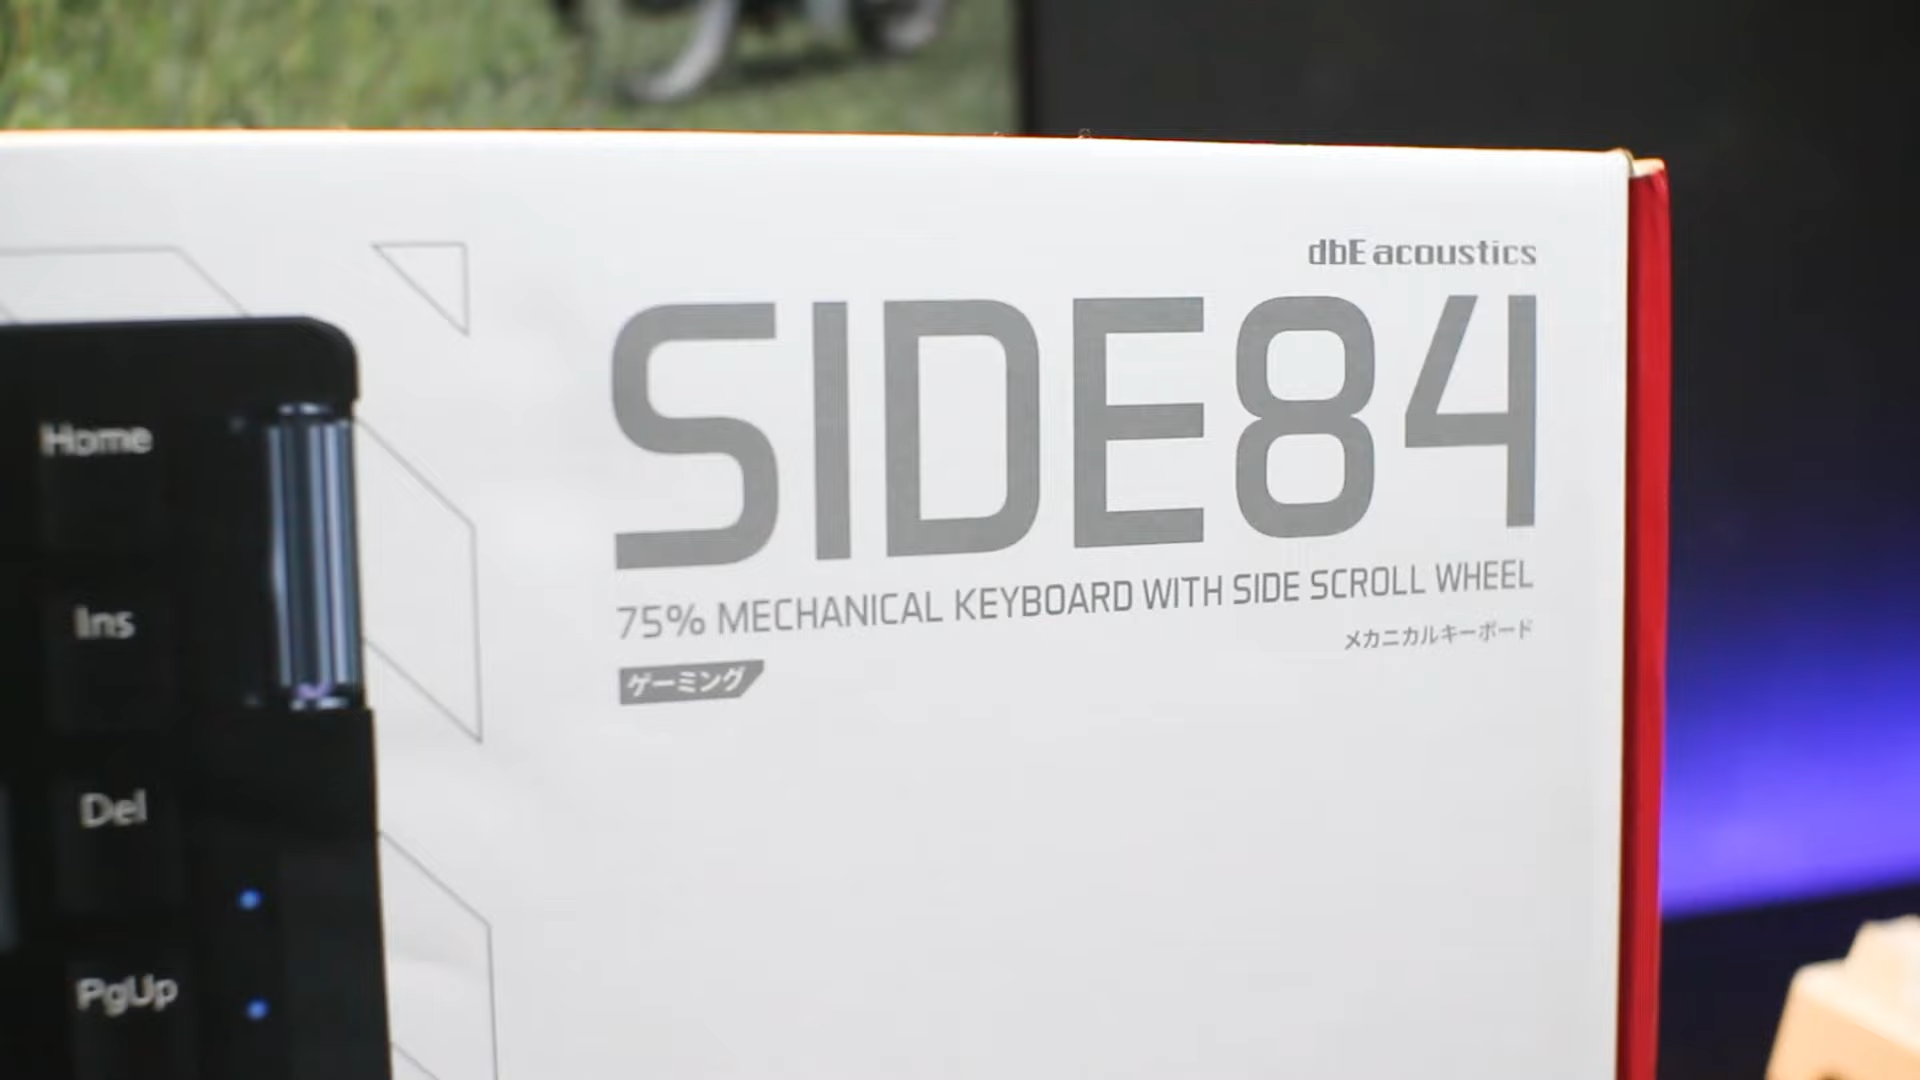 dbE acoustics
SIDE84
75% MECHANICAL KEYBOARD WITH SIDE SCROLL WHEEL
メカニカルキーボード
ゲーミング
Home
Ins
Del
PgUp